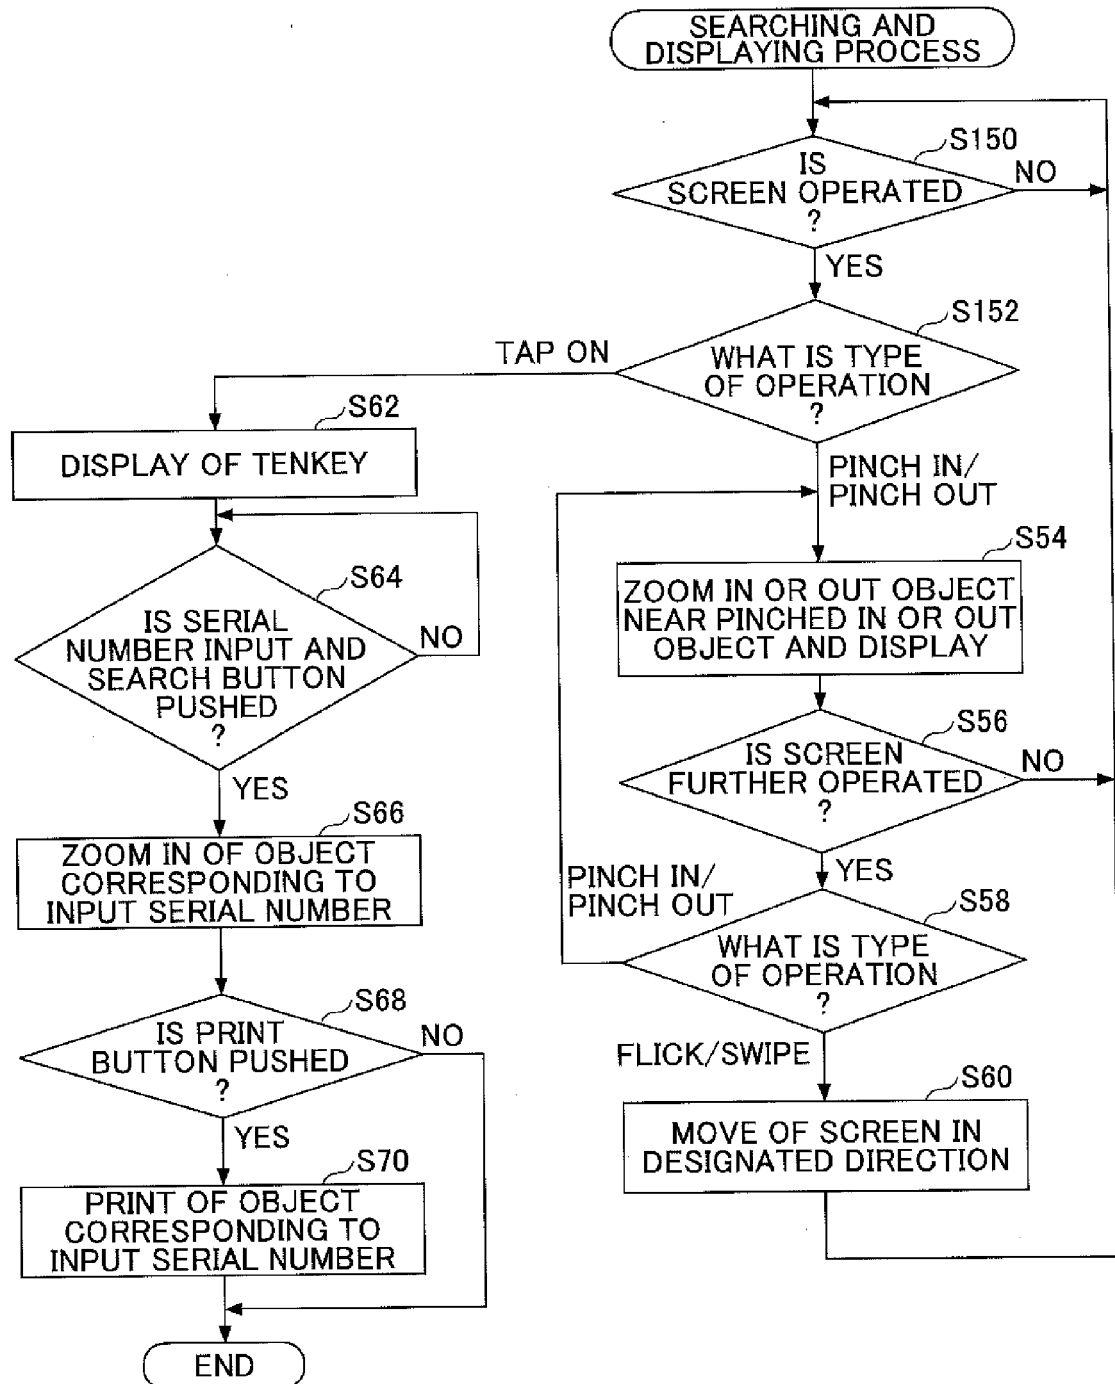 SEARCHING AND
DISPLAYING PROCESS
S150
IS
SCREEN OPERATED
?
NO
YES
S152
WHAT IS TYPE
OF OPERATION
?
TAP ON
PINCH IN/
PINCH OUT
S62
DISPLAY OF TENKEY
S64
IS SERIAL
NUMBER INPUT AND
SEARCH BUTTON
PUSHED
?
NO
YES
S66
ZOOM IN OF OBJECT
CORRESPONDING TO
INPUT SERIAL NUMBER
S68
IS PRINT
BUTTON PUSHED
?
NO
YES
S70
PRINT OF OBJECT
CORRESPONDING TO
INPUT SERIAL NUMBER
END
S54
ZOOM IN OR OUT OBJECT
NEAR PINCHED IN OR OUT
OBJECT AND DISPLAY
S56
IS SCREEN
FURTHER OPERATED
?
NO
YES
PINCH IN/
PINCH OUT
S58
WHAT IS TYPE
OF OPERATION
?
FLICK/SWIPE
S60
MOVE OF SCREEN IN
DESIGNATED DIRECTION